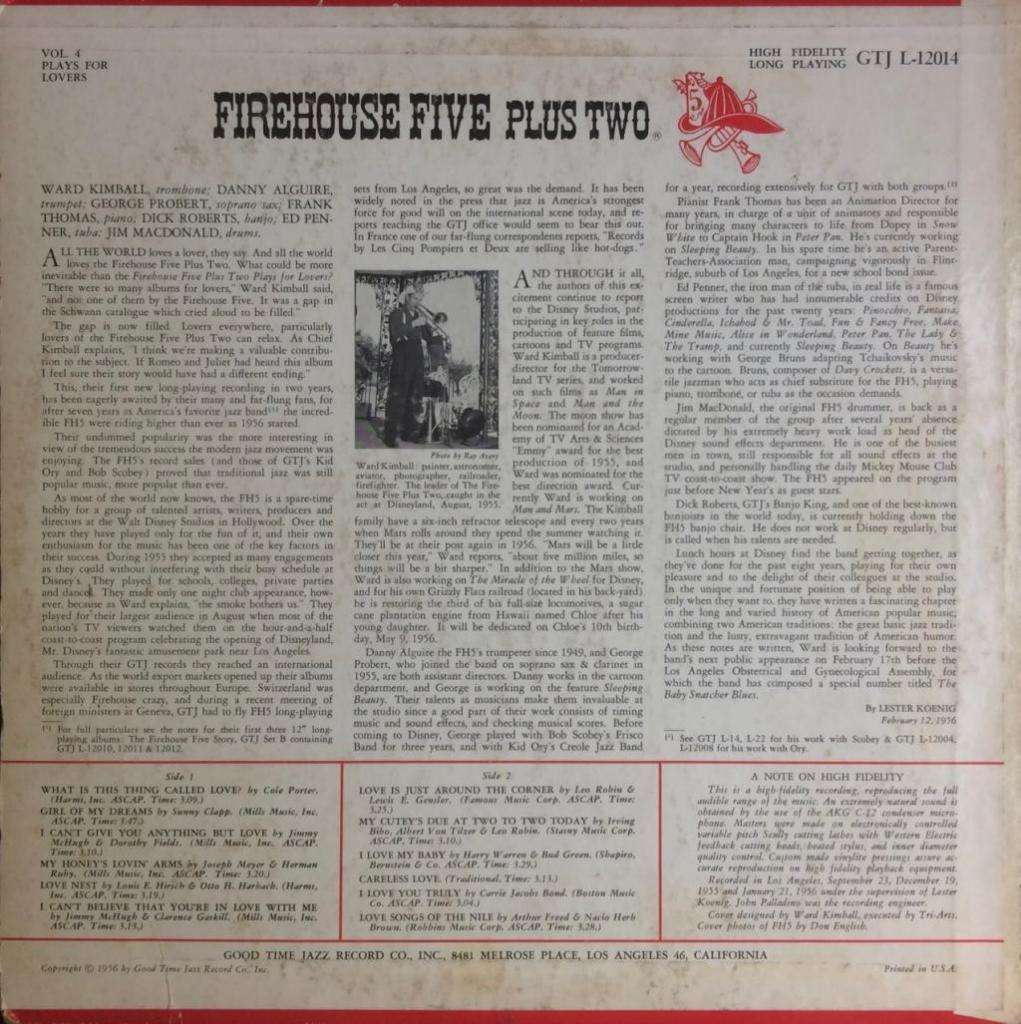 VOL. 4
PLAYS FOR
LOVERS
HIGH FIDELITY
LONG PLAYING
GTJ L-12014
FIREHOUSE FIVE PLUS TWO®
5
WARD KIMBALL, trombone; DANNY ALGUIRE,
trumpet; GEORGE PROBERT, soprano sax; FRANK
THOMAS, piano; DICK ROBERTS, banjo; ED PEN-
NER, tuba; JIM MACDONALD, drums.
ALL THE WORLD loves a lover, they say. And all the world
loves the Firehouse Five Plus Two. What could be more
inevitable than the Firehouse Five Plus Two Plays for Lovers?
"There were so many albums for lovers," Ward Kimball said,
"and not one of them by the Firehouse Five. It was a gap in
the Schwann catalogue which cried aloud to be filled."
The gap is now filled. Lovers everywhere, particularly
lovers of the Firehouse Five Plus Two can relax. As Chief
Kimball explains, "I think we're making a valuable contribu-
tion to the subject. If Romeo and Juliet had heard this album
I feel sure their story would have had a different ending."
This, their first new long-playing recording in two years,
has been eagerly awaited by their many and far-flung fans, for
after seven years as America's favorite jazz band(1) the incred-
ible FH5 were riding higher than ever as 1956 started.
Their undimmed popularity was the more interesting in
view of the tremendous success the modern jazz movement was
enjoying. The FH5's record sales (and those of GTJ's Kid
Ory and Bob Scobey) proved that traditional jazz was still
popular music, more popular than ever.
As most of the world now knows, the FH5 is a spare-time
hobby for a group of talented artists, writers, producers and
directors at the Walt Disney Studios in Hollywood. Over the
years they have played only for the fun of it, and their own
enthusiasm for the music has been one of the key factors in
their success. During 1955 they accepted as many engagements
as they could without interfering with their busy schedule at
Disney's. They played for schools, colleges, private parties
and dances. They made only one night club appearance, how-
ever, because as Ward explains, "the smoke bothers us." They
played for their largest audience in August when most of the
nation's T.V. viewers watched them on the hour-and-a-half
coast-to-coast program celebrating the opening of Disneyland,
Mr. Disney's fantastic amusement park near Los Angeles.
Through their GTJ records they reached an international
audience. As the world export markets opened up their albums
were available in stores throughout Europe. Switzerland was
especially Firehouse crazy, and during a recent meeting of
foreign ministers at Geneva, GTJ had to fly FH5 long-playing
(1) For full particulars see the notes for their first three 12" long-
playing albums: The Firehouse Five Story, GTJ Set B containing
GTJ L-12010, 12011 & 12012.
sets from Los Angeles, so great was the demand. It has been
widely noted in the press that jazz is America's strongest
force for good will on the international scene today, and re-
ports reaching the GTJ office would seem to bear this out.
In France one of our far-flung correspondents reports, "Records
by Les Cinq Pompiers et Deux are selling like hot-dogs."
Photo by Ray Avery
Ward Kimball: painter, astronomer,
aviator, photographer, railroader,
firefighter. The leader of The Fire-
house Five Plus Two, caught in the
act at Disneyland, August, 1955.
AND THROUGH it all,
the authors of this ex-
citement continue to report
to the Disney Studios, par-
ticipating in key roles in the
production of feature films,
cartoons and TV programs.
Ward Kimball is a producer-
director for the Tomorrow-
land TV series, and worked
on such films as Man in
Space and Man and the
Moon. The moon show has
been nominated for an Acad-
emy of TV Arts & Sciences
"Emmy" award for the best
production of 1955, and
Ward was nominated for the
best direction award. Cur-
rently Ward is working on
Man and Mars. The Kimball
family have a six-inch refractor telescope and every two years
when Mars rolls around they spend the summer watching it.
They'll be at their post again in 1956. "Mars will be a little
closer this year," Ward reports, "about five million miles, so
things will be a bit sharper." In addition to the Mars show,
Ward is also working on The Miracle of the Wheel for Disney,
and for his own Grizzly Flats railroad (located in his back-yard)
he is restoring the third of his full-size locomotives, a sugar
cane plantation engine from Hawaii named Chloe after his
young daughter. It will be dedicated on Chloe's 10th birth-
day, May 9, 1956.
Danny Alguire the FH5's trumpeter since 1949, and George
Probert, who joined the band on soprano sax & clarinet in
1955, are both assistant directors. Danny works in the cartoon
department, and George is working on the feature Sleeping
Beauty. Their talents as musicians make them invaluable at
the studio since a good part of their work consists of timing
music and sound effects, and checking musical scores. Before
coming to Disney, George played with Bob Scobey's Frisco
Band for three years, and with Kid Ory's Creole Jazz Band
for a year, recording extensively for GTJ with both groups.(2)
Pianist Frank Thomas has been an Animation Director for
many years, in charge of a unit of animators and responsible
for bringing many characters to life, from Dopey in Snow
White to Captain Hook in Peter Pan. He's currently working
on Sleeping Beauty. In his spare time he's an active Parent-
Teachers-Association man, campaigning vigorously in Flint-
ridge, suburb of Los Angeles, for a new school bond issue.
Ed Penner, the iron man of the tuba, in real life is a famous
screen writer who has had innumerable credits on Disney
productions for the past twenty years: Pinocchio, Fantasia,
Cinderella, Ichabod & Mr. Toad, Fun & Fancy Free, Make
Mine Music, Alice in Wonderland, Peter Pan, The Lady &
The Tramp, and currently Sleeping Beauty. On Beauty he's
working with George Bruns adapting Tchaikovsky's music
to the cartoon. Bruns, composer of Davy Crockett, is a versa-
tile jazzman who acts as chief substitute for the FH5, playing
piano, trombone, or tuba as the occasion demands.
Jim MacDonald, the original FH5 drummer, is back as a
regular member of the group after several years' absence
dictated by his extremely heavy work load as head of the
Disney sound effects department. He is one of the busiest
men in town, still responsible for all sound effects at the
studio, and personally handling the daily Mickey Mouse Club
TV coast-to-coast show. The FH5 appeared on the program
just before New Year's as guest stars.
Dick Roberts, GTJ's Banjo King, and one of the best-known
banjoists in the world today, is currently holding down the
FH5 banjo chair. He does not work at Disney regularly, but
is called when his talents are needed.
Lunch hours at Disney find the band getting together, as
they've done for the past eight years, playing for their own
pleasure and to the delight of their colleagues at the studio.
In the unique and fortunate position of being able to play
only when they want to, they have written a fascinating chapter
in the long and varied history of American popular music,
combining two American traditions: the great basic jazz tradi-
tion and the lusty, extravagant tradition of American humor.
As these notes are written, Ward is looking forward to the
band's next public appearance on February 17th before the
Los Angeles Obstetrical and Gynecological Assembly, for
which the band has composed a special number titled The
Baby Snatcher Blues.
By LESTER KOENIG
February 12, 1956
(2) See GTJ L-14, L-22 for his work with Scobey & GTJ L-12004,
L-12008 for his work with Ory.
Side 1
WHAT IS THIS THING CALLED LOVE? by Cole Porter.
(Harms, Inc. ASCAP. Time: 3.09.)
GIRL OF MY DREAMS by Sunny Clapp. (Mills Music, Inc.
ASCAP. Time: 3.47.)
I CAN'T GIVE YOU ANYTHING BUT LOVE by Jimmy
McHugh & Dorothy Fields. (Mills Music, Inc. ASCAP.
Time: 3.10.)
MY HONEY'S LOVIN' ARMS by Joseph Meyer & Herman
Ruby. (Mills Music, Inc. ASCAP. Time: 3.20.)
LOVE NEST by Louis E. Hirsch & Otto H. Harbach. (Harms,
Inc. ASCAP. Time: 3.19.)
I CAN'T BELIEVE THAT YOU'RE IN LOVE WITH ME
by Jimmy McHugh & Clarence Gaskill. (Mills Music, Inc.
ASCAP. Time: 3.13.)
Side 2
LOVE IS JUST AROUND THE CORNER by Leo Robin &
Lewis E. Gensler. (Famous Music Corp. ASCAP. Time:
3.25.)
MY CUTEY'S DUE AT TWO TO TWO TODAY by Irving
Bibo, Albert Von Tilzer & Leo Robin. (Stasny Music Corp.
ASCAP. Time: 3.10.)
I LOVE MY BABY by Harry Warren & Bud Green. (Shapiro,
Bernstein & Co. ASCAP. Time: 3.29.)
CARELESS LOVE. (Traditional. Time: 3.13.)
I LOVE YOU TRULY by Carrie Jacobs Bond. (Boston Music
Co. ASCAP. Time: 3.04.)
LOVE SONGS OF THE NILE by Arthur Freed & Nacio Herb
Brown. (Robbins Music Corp. ASCAP. Time: 3.28.)
A NOTE ON HIGH FIDELITY
This is a high-fidelity recording, reproducing the full
audible range of the music. An extremely natural sound is
obtained by the use of the AKG C-12 condenser micro-
phone. Masters were made on electronically controlled
variable pitch Scully cutting lathes with Western Electric
feedback cutting heads, heated stylus, and inner diameter
quality control. Custom made vinylite pressings assure ac-
curate reproduction on high fidelity playback equipment.
Recorded in Los Angeles, September 23, December 19,
1955 and January 21, 1956 under the supervision of Lester
Koenig. John Palladino was the recording engineer.
Cover designed by Ward Kimball, executed by Tri-Arts.
Cover photos of FH5 by Don English.
GOOD TIME JAZZ RECORD CO., INC., 8481 MELROSE PLACE, LOS ANGELES 46, CALIFORNIA
Copyright © 1956 by Good Time Jazz Record Co., Inc.
Printed in U.S.A.